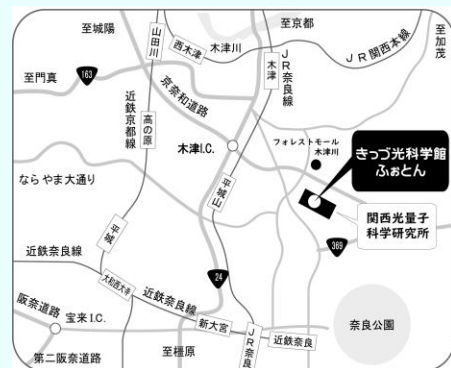 至城陽
至京都
至加茂
山田川
西木津
木津川
木津
JR奈良線
JR関西本線
至門真
163
京奈和道路
近鉄京都線
高の原
木津I.C.
フォレストモール
木津川
きっづ光科学館
ふぉとん
ならやま大通り
平城山
関西光量子
科学研究所
平城
369
近鉄奈良線
24
大和西大寺
近鉄奈良線
阪奈道路
宝来I.C.
新大宮
JR奈良
近鉄奈良
奈良公園
第二阪奈道路
至橿原